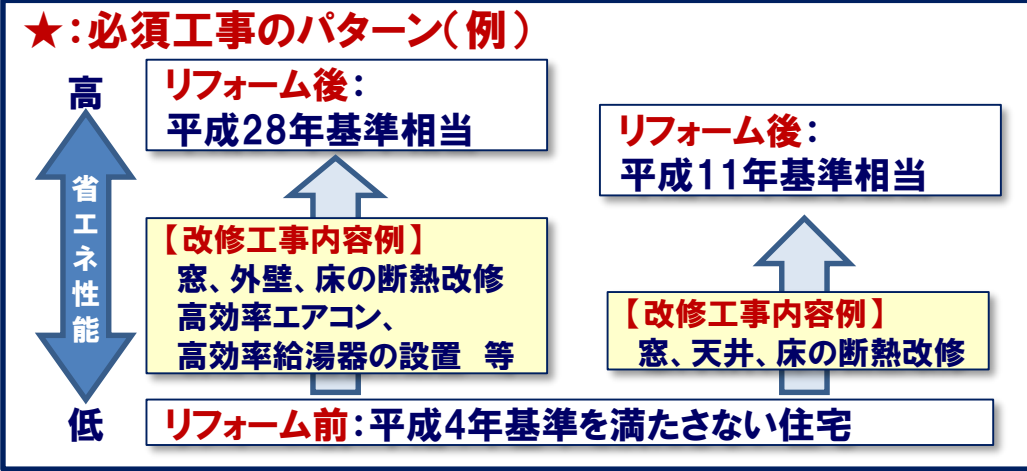 ★：必須工事のパターン（例）
高
省エネ性能
低
リフォーム後：
平成28年基準相当
【改修工事内容例】
窓、外壁、床の断熱改修
高効率エアコン、
高効率給湯器の設置　等
リフォーム後：
平成11年基準相当
【改修工事内容例】
窓、天井、床の断熱改修
リフォーム前：平成4年基準を満たさない住宅